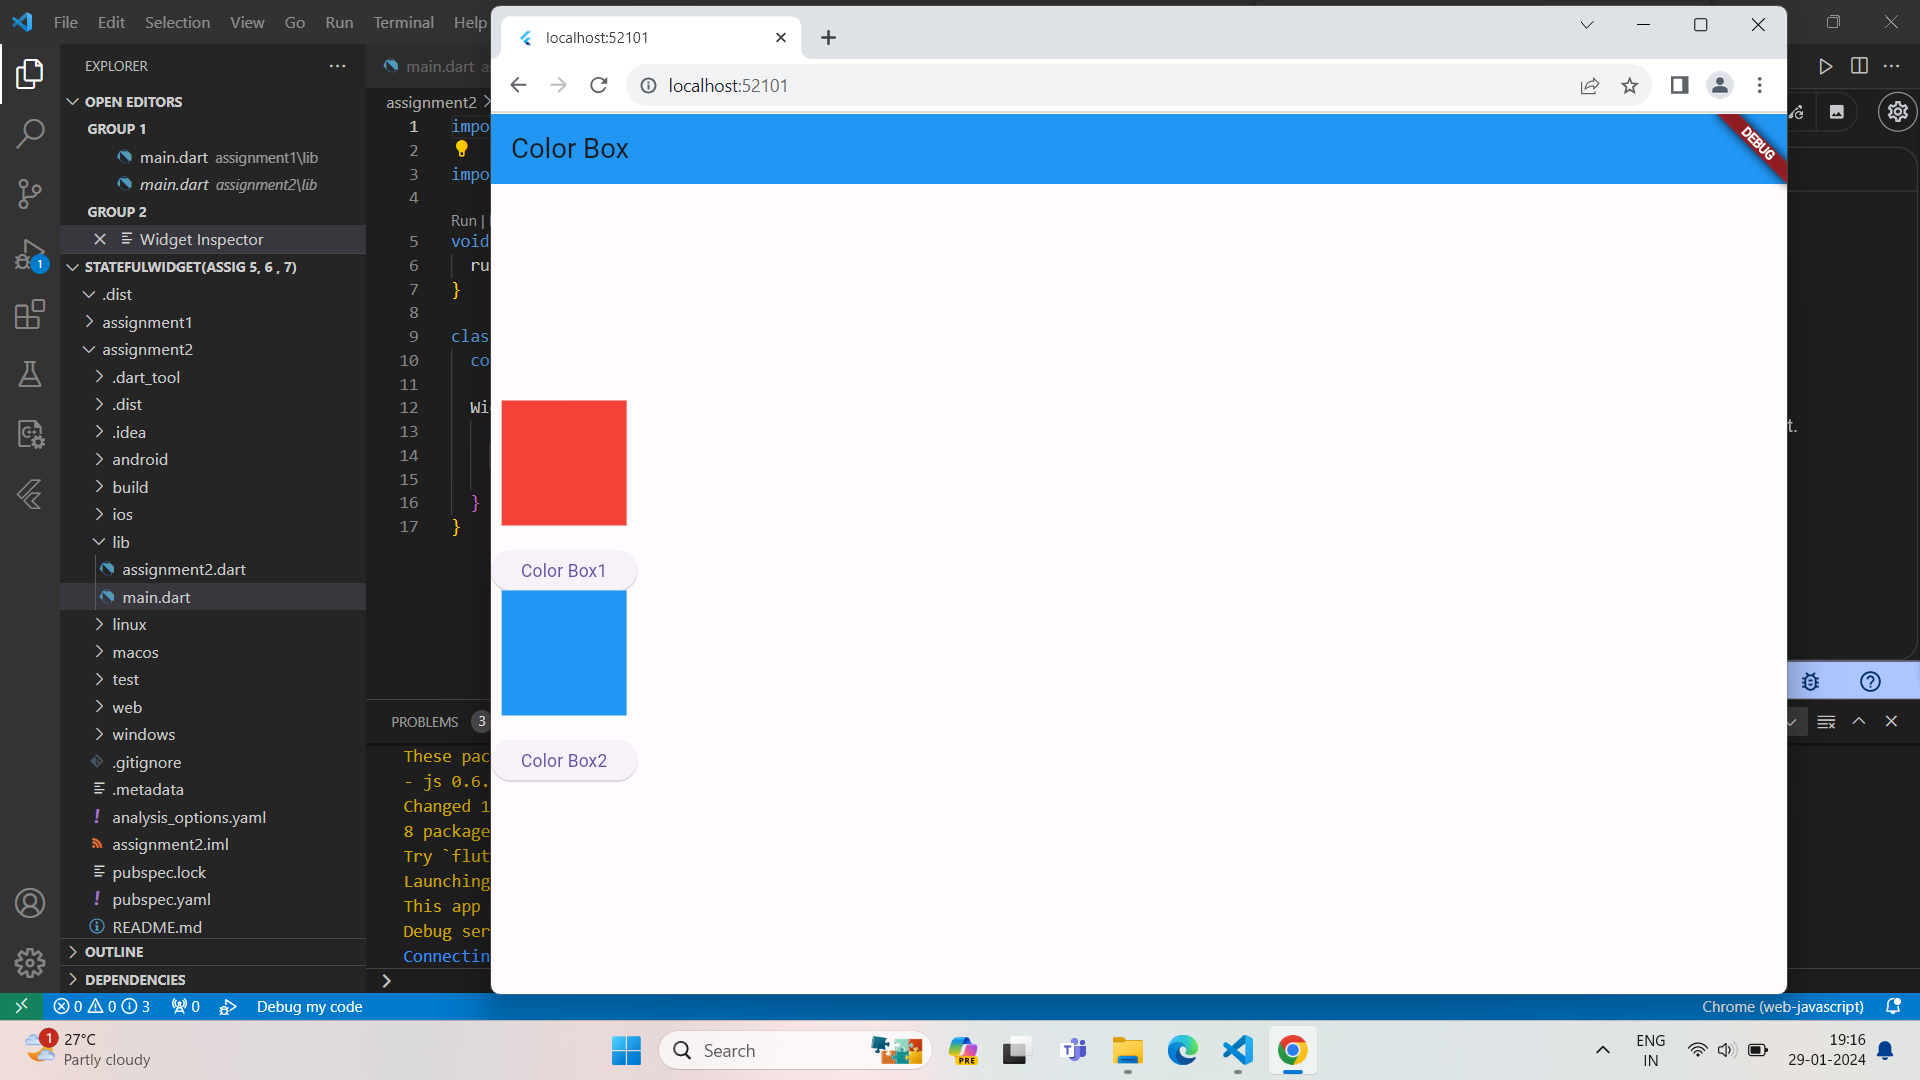 File Edit Selection View Go Run Terminal Help
EXPLORER
OPEN EDITORS
GROUP 1
main.dart assignment1\lib
main.dart assignment2\lib
GROUP 2
Widget Inspector
STATEFULWIDGET(ASSIG 5, 6 , 7)
.dist
assignment1
assignment2
.dart_tool
.dist
.idea
android
build
ios
lib
assignment2.dart
main.dart
linux
macos
test
web
windows
.gitignore
.metadata
analysis_options.yaml
assignment2.iml
pubspec.lock
pubspec.yaml
README.md
OUTLINE
DEPENDENCIES
1
main.dart
assignment2
1 impo
2
3 impo
4
Run |
5 void
6 ru
7 }
8
9 clas
10 co
11
12 Wi
13
14
15
16 }
17 }
PROBLEMS 3
These pac
- js 0.6.
Changed 1
8 package
Try `flut
Launching
This app
Debug ser
Connectin
localhost:52101
localhost:52101
Color Box
DEBUG
Color Box1
Color Box2
t.
0 0 3 0 Debug my code
Chrome (web-javascript)
1
27°C
Partly cloudy
Search
PRE
ENG
IN
19:16
29-01-2024